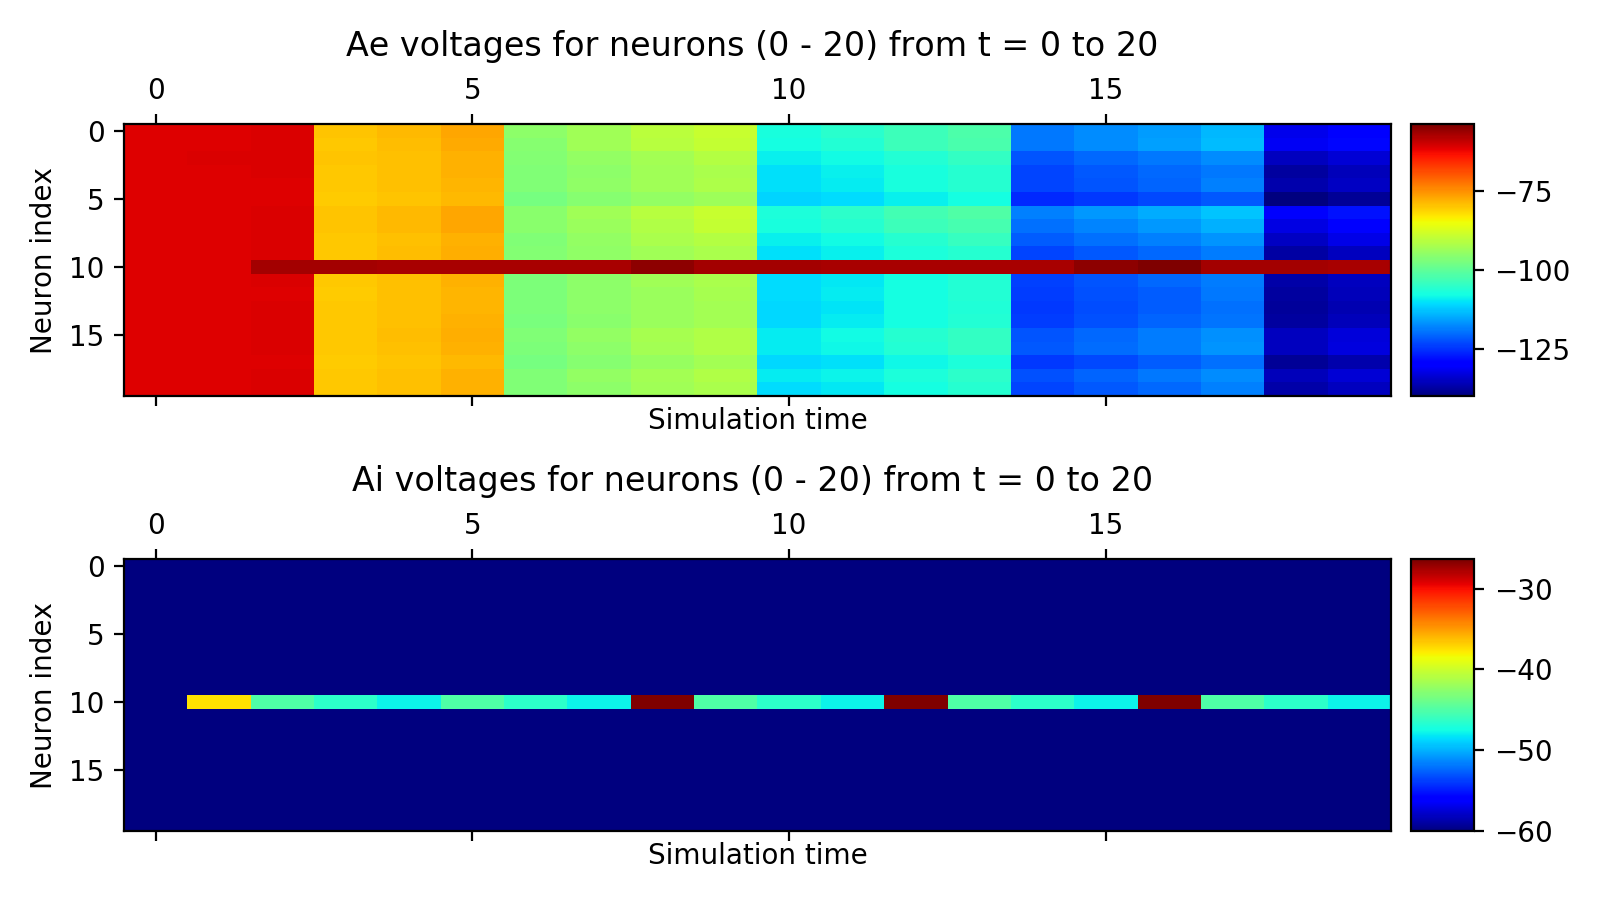 Ae voltages for neurons (0 - 20) from t = 0 to 20
0 5 10 15
Neuron index
0
5
10
15
Simulation time
−75
−100
−125
Ai voltages for neurons (0 - 20) from t = 0 to 20
0 5 10 15
Neuron index
0
5
10
15
Simulation time
−30
−40
−50
−60